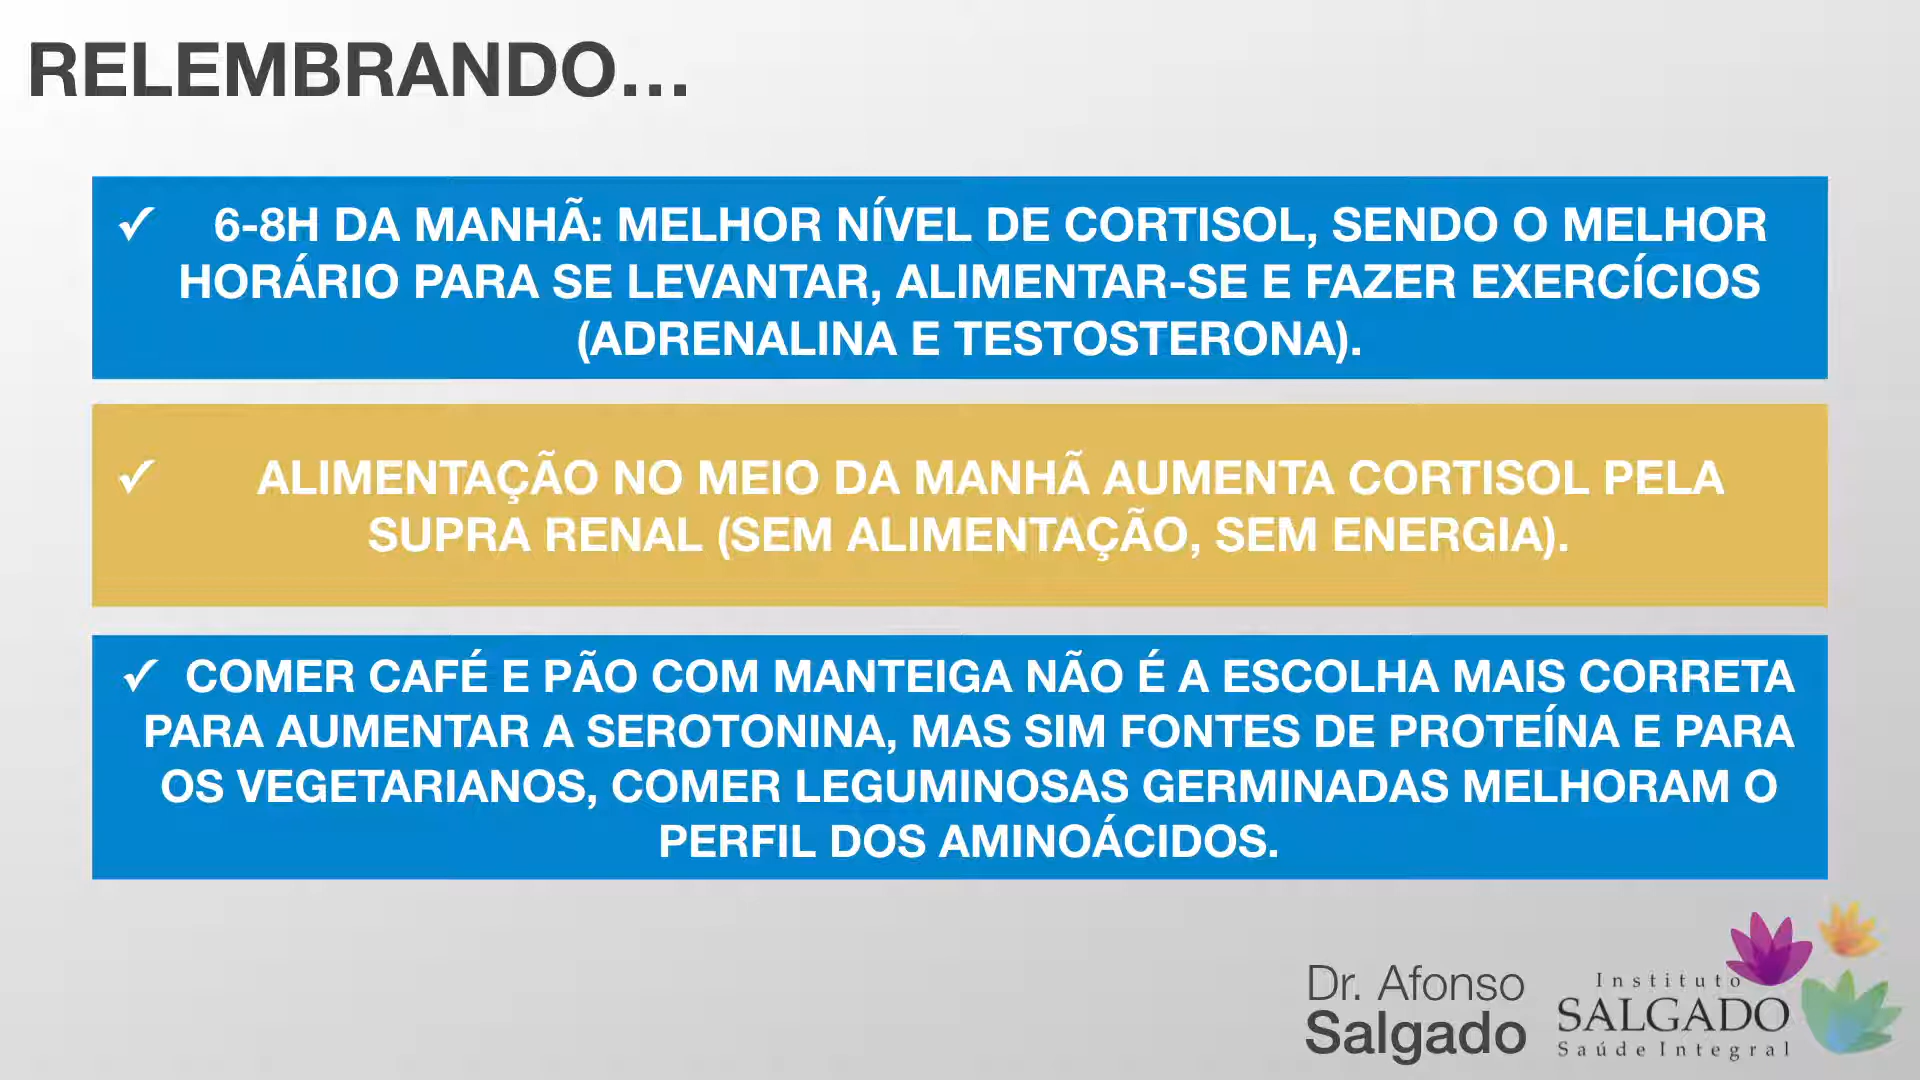 RELEMBRANDO...
✓ 6-8H DA MANHÃ: MELHOR NÍVEL DE CORTISOL, SENDO O MELHOR
HORÁRIO PARA SE LEVANTAR, ALIMENTAR-SE E FAZER EXERCÍCIOS
(ADRENALINA E TESTOSTERONA).
✓ ALIMENTAÇÃO NO MEIO DA MANHÃ AUMENTA CORTISOL PELA
SUPRA RENAL (SEM ALIMENTAÇÃO, SEM ENERGIA).
✓ COMER CAFÉ E PÃO COM MANTEIGA NÃO É A ESCOLHA MAIS CORRETA
PARA AUMENTAR A SEROTONINA, MAS SIM FONTES DE PROTEÍNA E PARA
OS VEGETARIANOS, COMER LEGUMINOSAS GERMINADAS MELHORAM O
PERFIL DOS AMINOÁCIDOS.
Dr. Afonso
Salgado
Instituto
SALGADO
Saúde Integral